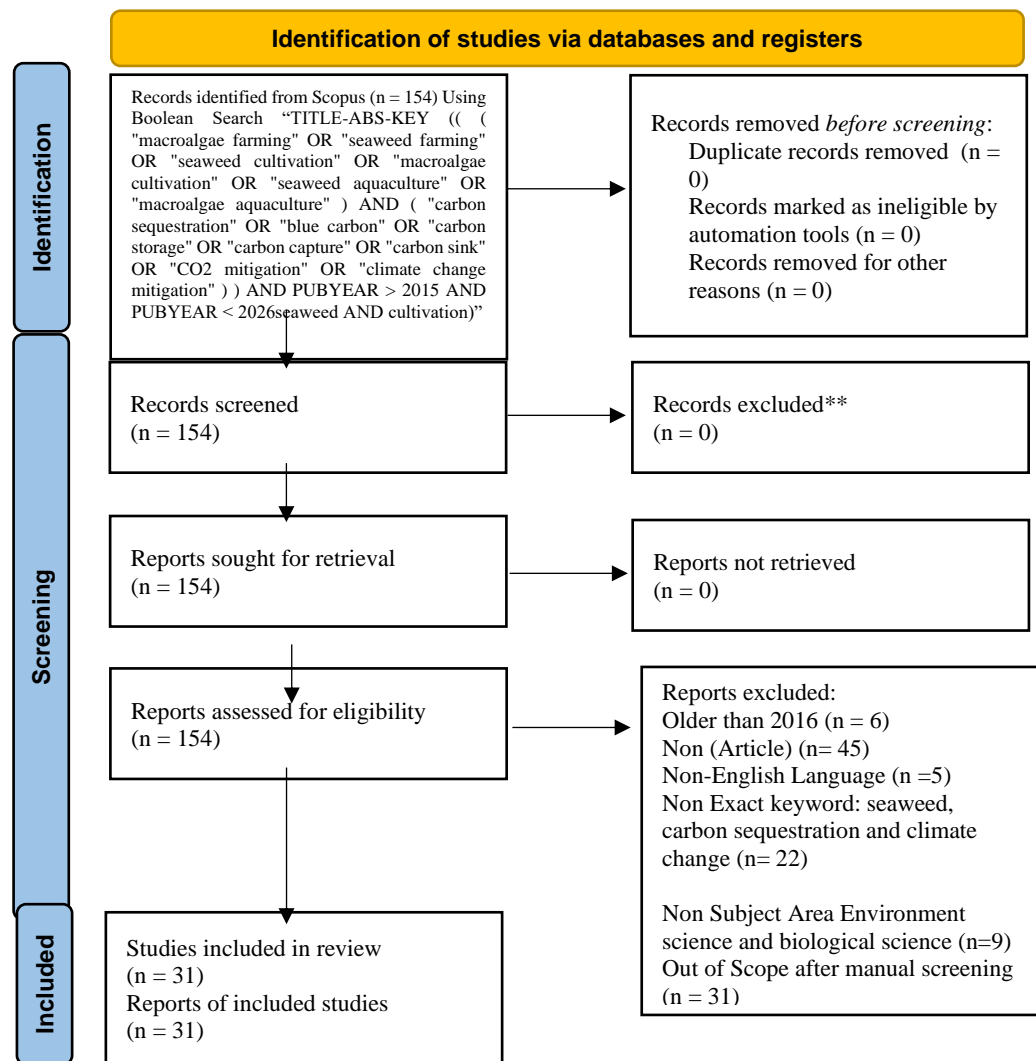 Identification of studies via databases and registers
Identification
Records identified from Scopus (n = 154) Using
Boolean Search “TITLE-ABS-KEY (( (
"macroalgae farming" OR "seaweed farming"
OR "seaweed cultivation" OR "macroalgae
cultivation" OR "seaweed aquaculture" OR
"macroalgae aquaculture" ) AND ( "carbon
sequestration" OR "blue carbon" OR "carbon
storage" OR "carbon capture" OR "carbon sink"
OR "CO2 mitigation" OR "climate change
mitigation" ) ) AND PUBYEAR > 2015 AND
PUBYEAR < 2026seaweed AND cultivation)”
Records removed before screening:
Duplicate records removed (n =
0)
Records marked as ineligible by
automation tools (n = 0)
Records removed for other
reasons (n = 0)
Screening
Records screened
(n = 154)
Records excluded**
(n = 0)
Reports sought for retrieval
(n = 154)
Reports not retrieved
(n = 0)
Reports assessed for eligibility
(n = 154)
Reports excluded:
Older than 2016 (n = 6)
Non (Article) (n= 45)
Non-English Language (n =5)
Non Exact keyword: seaweed,
carbon sequestration and climate
change (n= 22)
Non Subject Area Environment
science and biological science (n=9)
Out of Scope after manual screening
(n = 31)
Included
Studies included in review
(n = 31)
Reports of included studies
(n = 31)